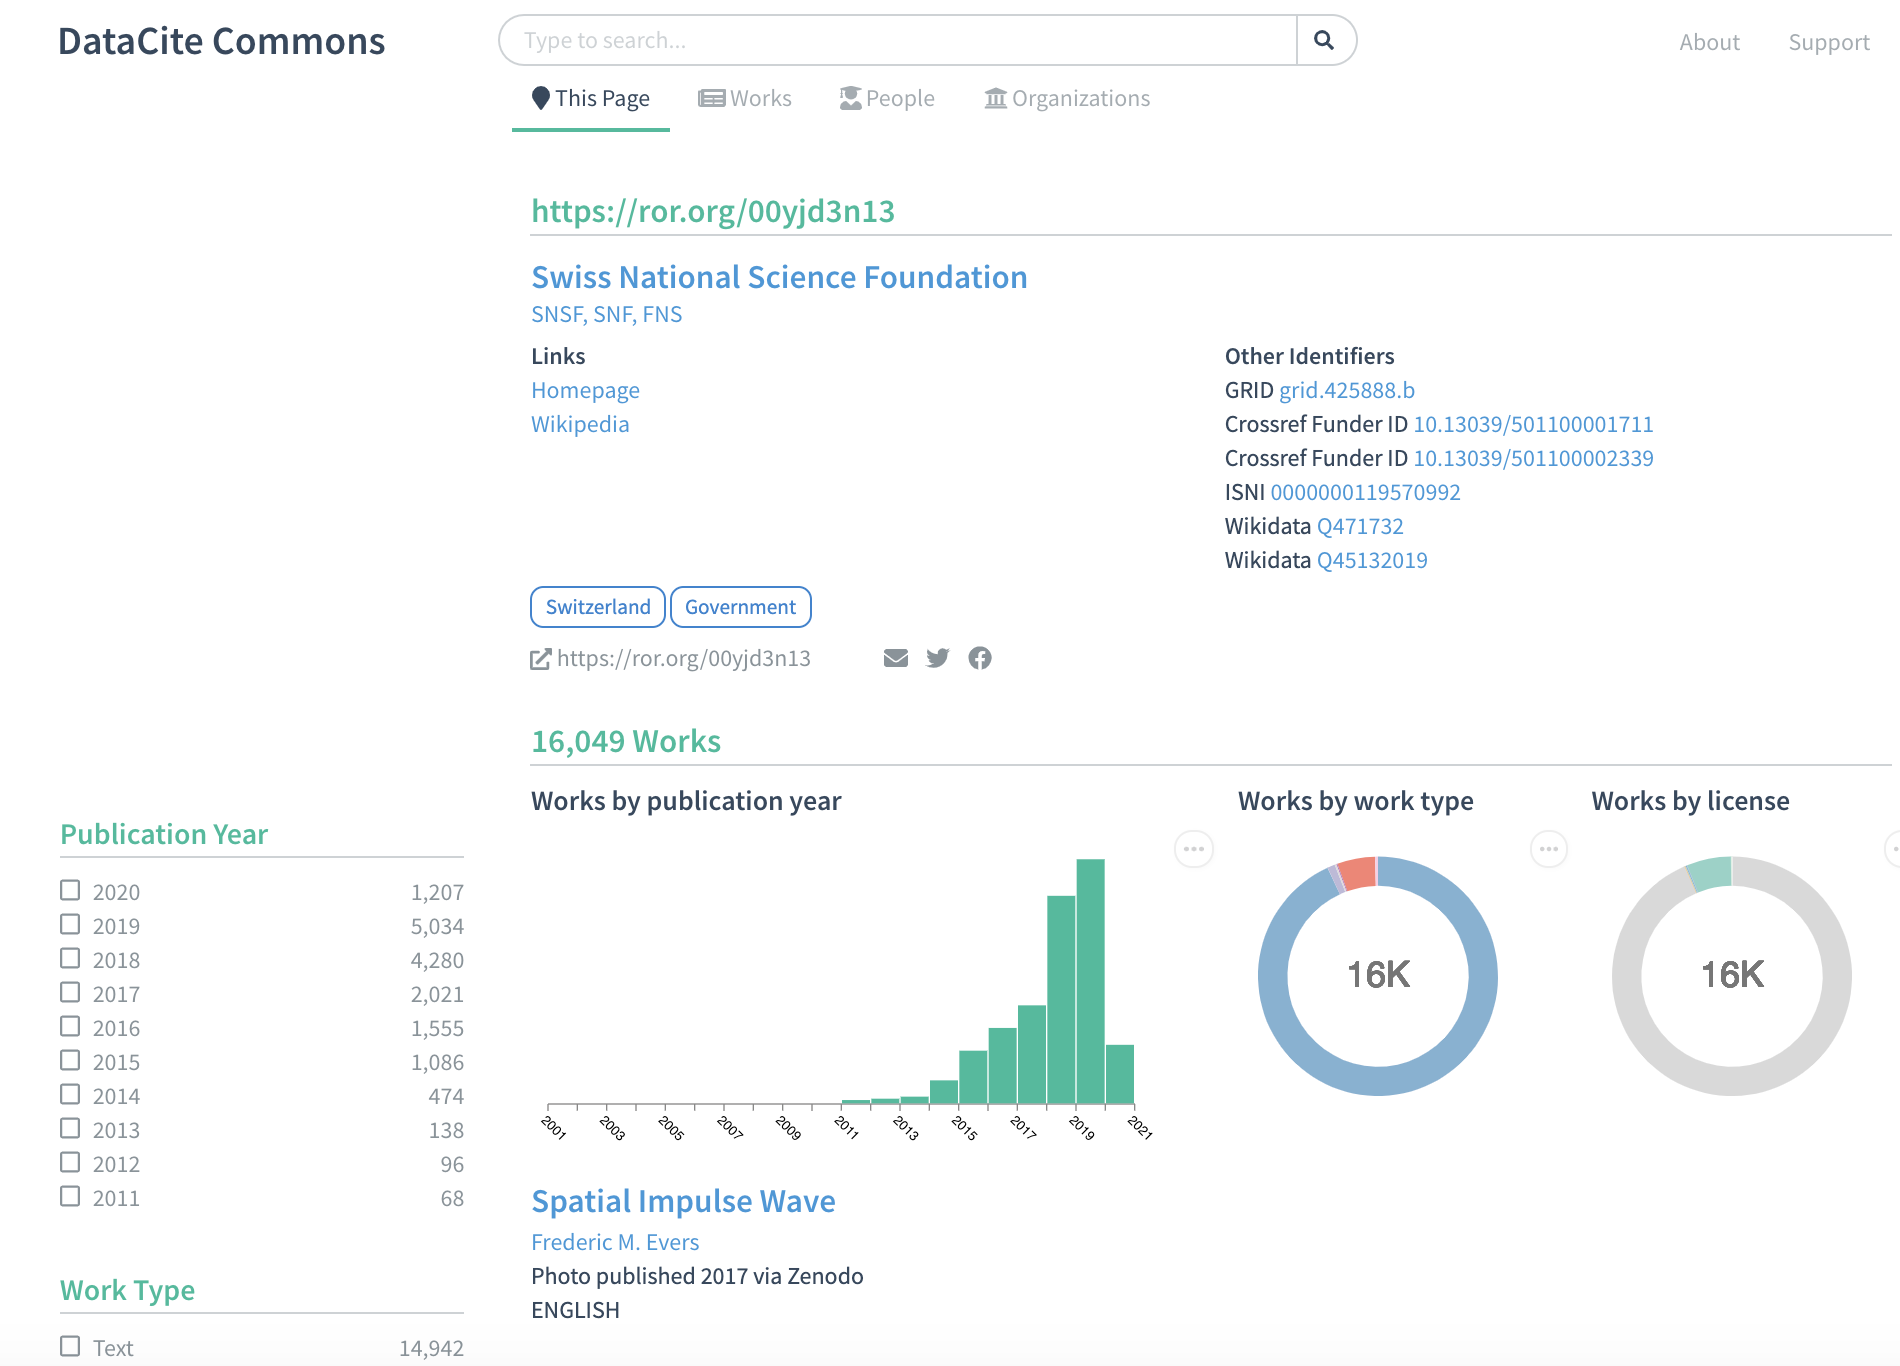 DataCite Commons
Type to search...
About
Support
This Page
Works
People
Organizations
https://ror.org/00yjd3n13
Swiss National Science Foundation
SNSF, SNF, FNS
Links
Homepage
Wikipedia
Other Identifiers
GRID grid.425888.b
Crossref Funder ID 10.13039/501100001711
Crossref Funder ID 10.13039/501100002339
ISNI 0000000119570992
Wikidata Q471732
Wikidata Q45132019
Switzerland
Government
https://ror.org/00yjd3n13
16,049 Works
Publication Year
2020 1,207
2019 5,034
2018 4,280
2017 2,021
2016 1,555
2015 1,086
2014 474
2013 138
2012 96
2011 68
Work Type
Text 14,942
Works by publication year
2001 2003 2005 2007 2009 2011 2013 2015 2017 2019 2021
Works by work type
16K
Works by license
16K
Spatial Impulse Wave
Frederic M. Evers
Photo published 2017 via Zenodo
ENGLISH